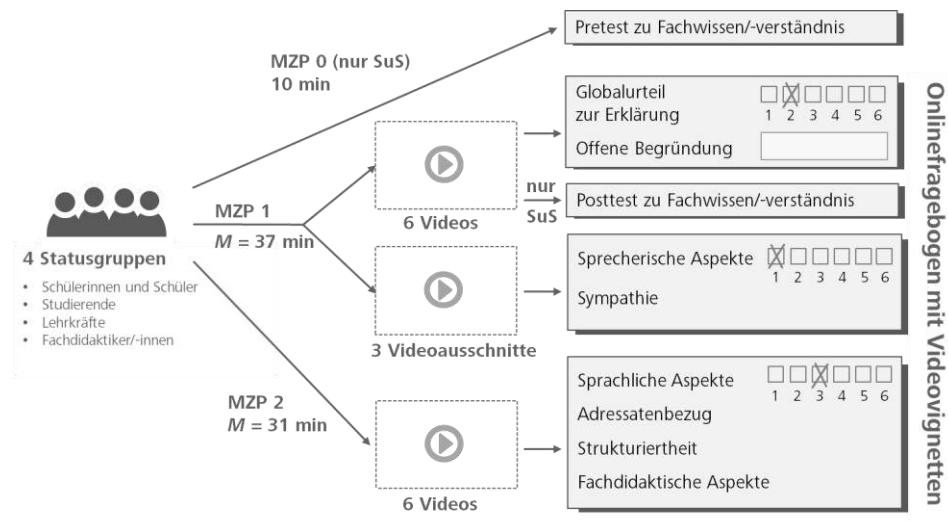 Pretest zu Fachwissen/-verständnis
MZP 0 (nur SuS)
10 min
Globalurteil
zur Erklärung
1 2 3 4 5 6
Offene Begründung
6 Videos
nur
SuS
Posttest zu Fachwissen/-verständnis
MZP 1
M = 37 min
4 Statusgruppen
• Schülerinnen und Schüler
• Studierende
• Lehrkräfte
• Fachdidaktiker/-innen
Sprecherische Aspekte
1 2 3 4 5 6
Sympathie
3 Videoausschnitte
MZP 2
M = 31 min
6 Videos
Sprachliche Aspekte
1 2 3 4 5 6
Adressatenbezug
Strukturiertheit
Fachdidaktische Aspekte
Onlinefragebogen mit Videovignetten